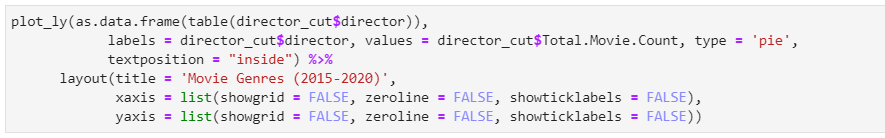 plot_ly(as.data.frame(table(director_cut$director)),
            labels = director_cut$director, values = director_cut$Total.Movie.Count, type = 'pie',
            textposition = "inside") %>%
      layout(title = 'Movie Genres (2015-2020)',
             xaxis = list(showgrid = FALSE, zeroline = FALSE, showticklabels = FALSE),
             yaxis = list(showgrid = FALSE, zeroline = FALSE, showticklabels = FALSE))